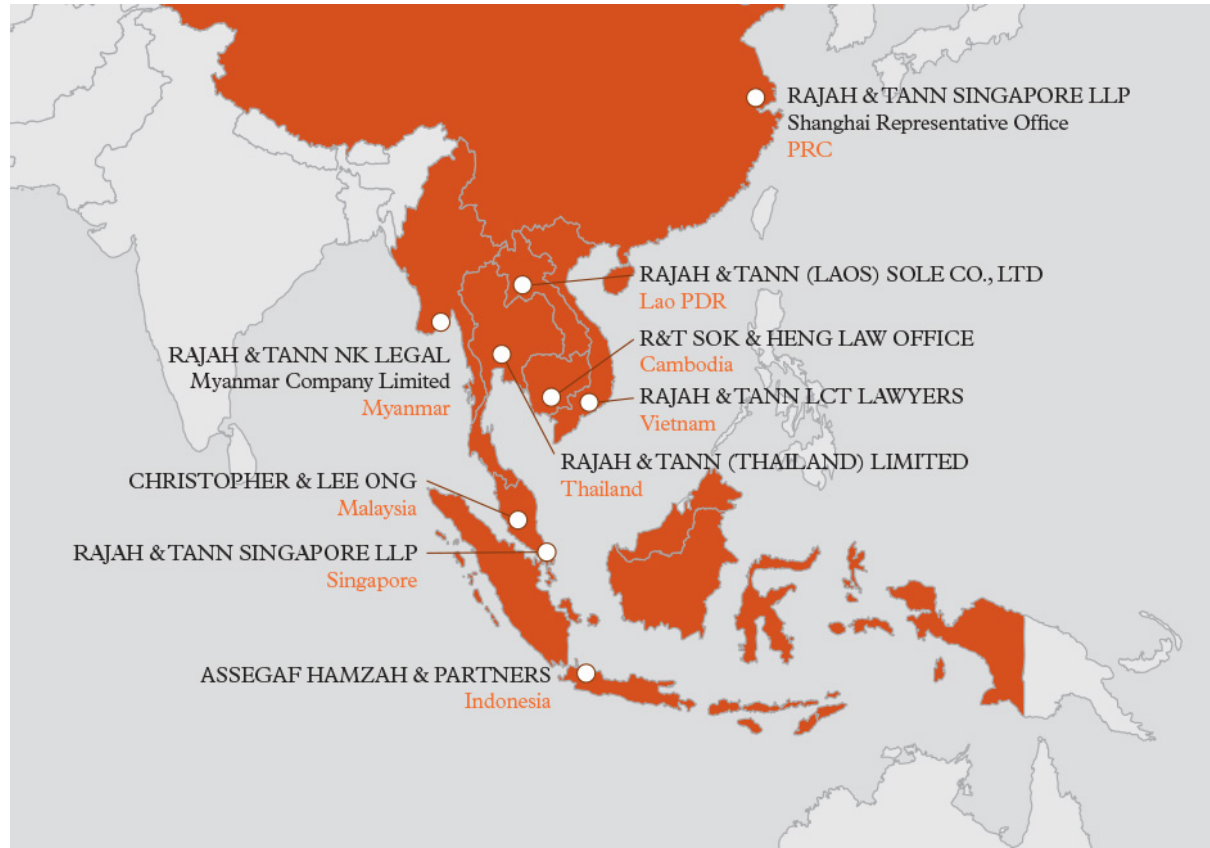 RAJAH & TANN SINGAPORE LLP
Shanghai Representative Office
PRC
RAJAH & TANN (LAOS) SOLE CO., LTD
Lao PDR
R&T SOK & HENG LAW OFFICE
Cambodia
RAJAH & TANN LCT LAWYERS
Vietnam
RAJAH & TANN NK LEGAL
Myanmar Company Limited
Myanmar
RAJAH & TANN (THAILAND) LIMITED
Thailand
CHRISTOPHER & LEE ONG
Malaysia
RAJAH & TANN SINGAPORE LLP
Singapore
ASSEGAF HAMZAH & PARTNERS
Indonesia